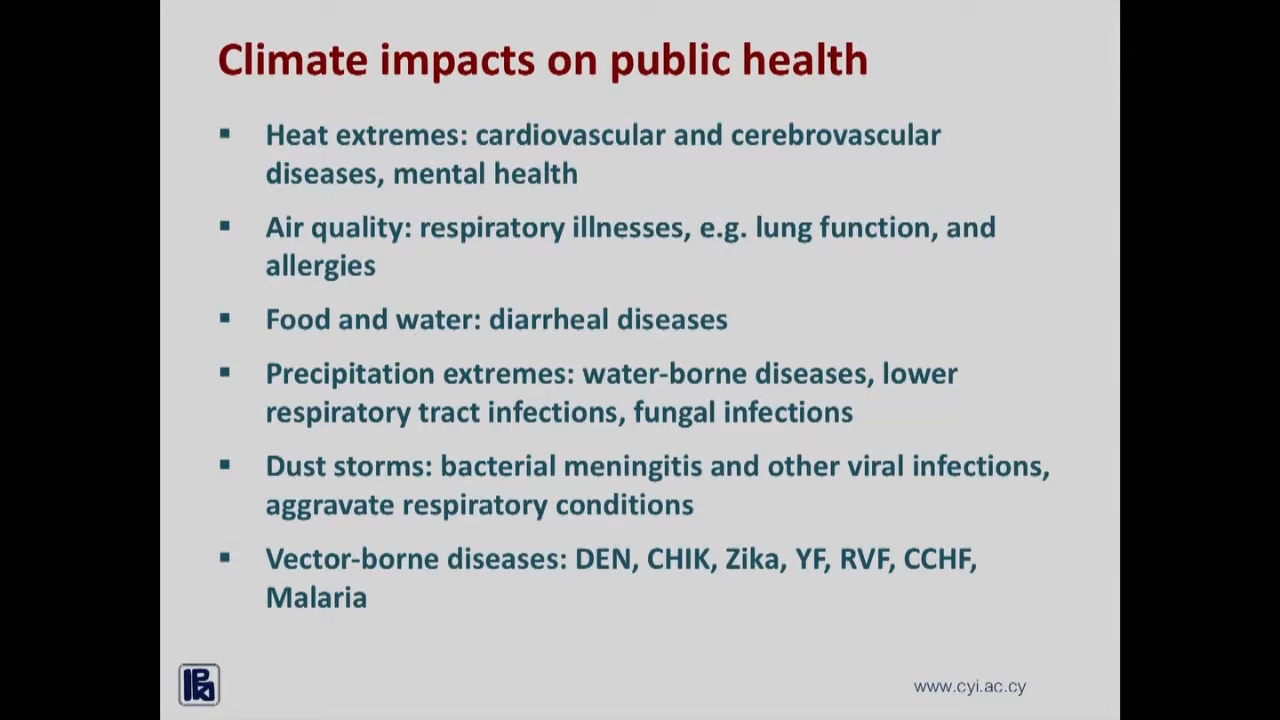 Climate impacts on public health
▪ Heat extremes: cardiovascular and cerebrovascular
diseases, mental health
▪ Air quality: respiratory illnesses, e.g. lung function, and
allergies
▪ Food and water: diarrheal diseases
▪ Precipitation extremes: water-borne diseases, lower
respiratory tract infections, fungal infections
▪ Dust storms: bacterial meningitis and other viral infections,
aggravate respiratory conditions
▪ Vector-borne diseases: DEN, CHIK, Zika, YF, RVF, CCHF,
Malaria
www.cyi.ac.cy